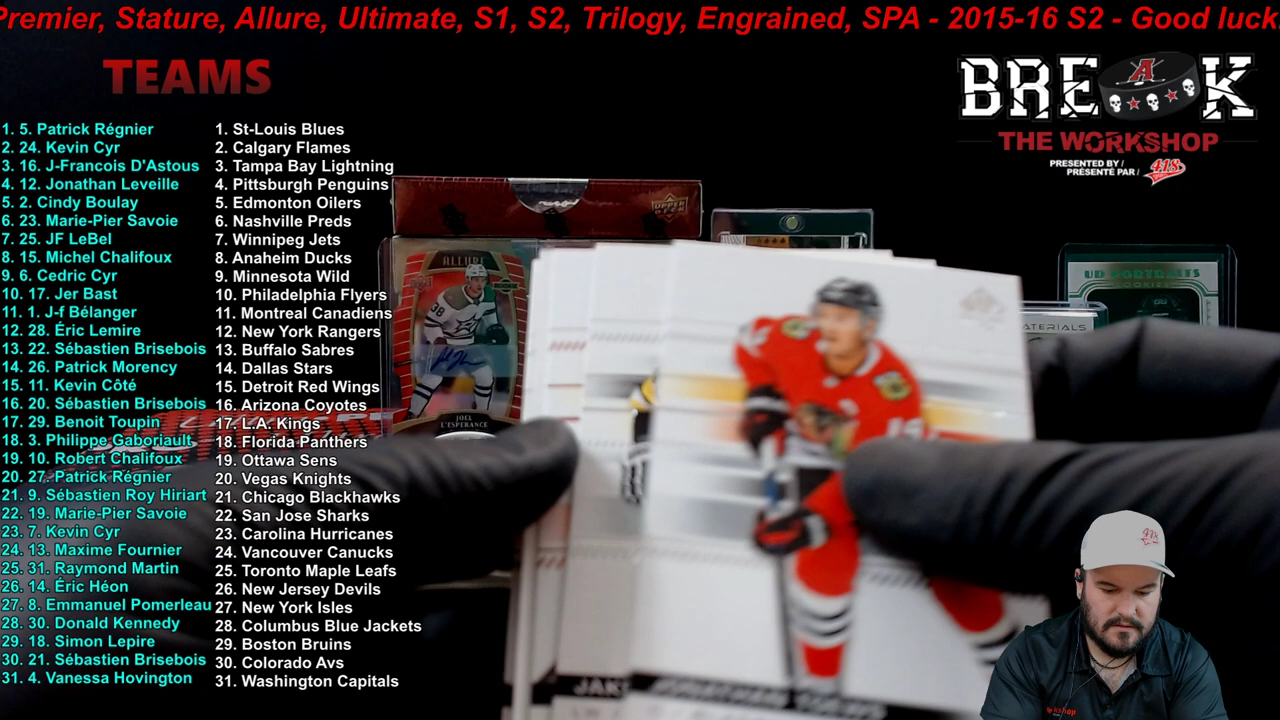 Premier, Stature, Allure, Ultimate, S1, S2, Trilogy, Engrained, SPA - 2015-16 S2 - Good luck
TEAMS
1. 5. Patrick Régnier
2. 24. Kevin Cyr
3. 16. J-Francois D'Astous
4. 12. Jonathan Leveille
5. 2. Cindy Boulay
6. 23. Marie-Pier Savoie
7. 25. JF LeBel
8. 15. Michel Chalifoux
9. 6. Cedric Cyr
10. 17. Jer Bast
11. 1. J-f Bélanger
12. 28. Éric Lemire
13. 22. Sébastien Brisebois
14. 26. Patrick Morency
15. 11. Kevin Côté
16. 20. Sébastien Brisebois
17. 29. Benoit Toupin
18. 3. Philippe Gaboriault
19. 10. Robert Chalifoux
20. 27. Patrick Régnier
21. 9. Sébastien Roy Hiriart
22. 19. Marie-Pier Savoie
23. 7. Kevin Cyr
24. 13. Maxime Fournier
25. 31. Raymond Martin
26. 14. Éric Héon
27. 8. Emmanuel Pomerleau
28. 30. Donald Kennedy
29. 18. Simon Lepire
30. 21. Sébastien Brisebois
31. 4. Vanessa Hovington
1. St-Louis Blues
2. Calgary Flames
3. Tampa Bay Lightning
4. Pittsburgh Penguins
5. Edmonton Oilers
6. Nashville Preds
7. Winnipeg Jets
8. Anaheim Ducks
9. Minnesota Wild
10. Philadelphia Flyers
11. Montreal Canadiens
12. New York Rangers
13. Buffalo Sabres
14. Dallas Stars
15. Detroit Red Wings
16. Arizona Coyotes
17. L.A. Kings
18. Florida Panthers
19. Ottawa Sens
20. Vegas Knights
21. Chicago Blackhawks
22. San Jose Sharks
23. Carolina Hurricanes
24. Vancouver Canucks
25. Toronto Maple Leafs
26. New Jersey Devils
27. New York Isles
28. Columbus Blue Jackets
29. Boston Bruins
30. Colorado Avs
31. Washington Capitals
BREAK
THE WORKSHOP
PRESENTED BY /
PRÉSENTÉ PAR /
418
UPPER DECK
ALLURE
38
JOEL
L'ESPERANCE
UD PORTRAITS
ROOKIES
JONATHAN TOEWS